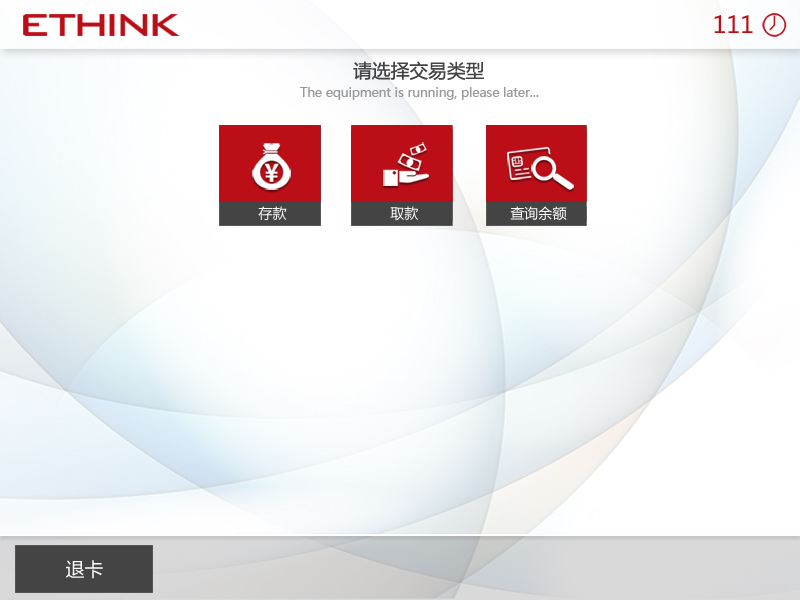 ETHINK
111
请选择交易类型
The equipment is running, please later...
¥
存款
取款
查询余额
退卡